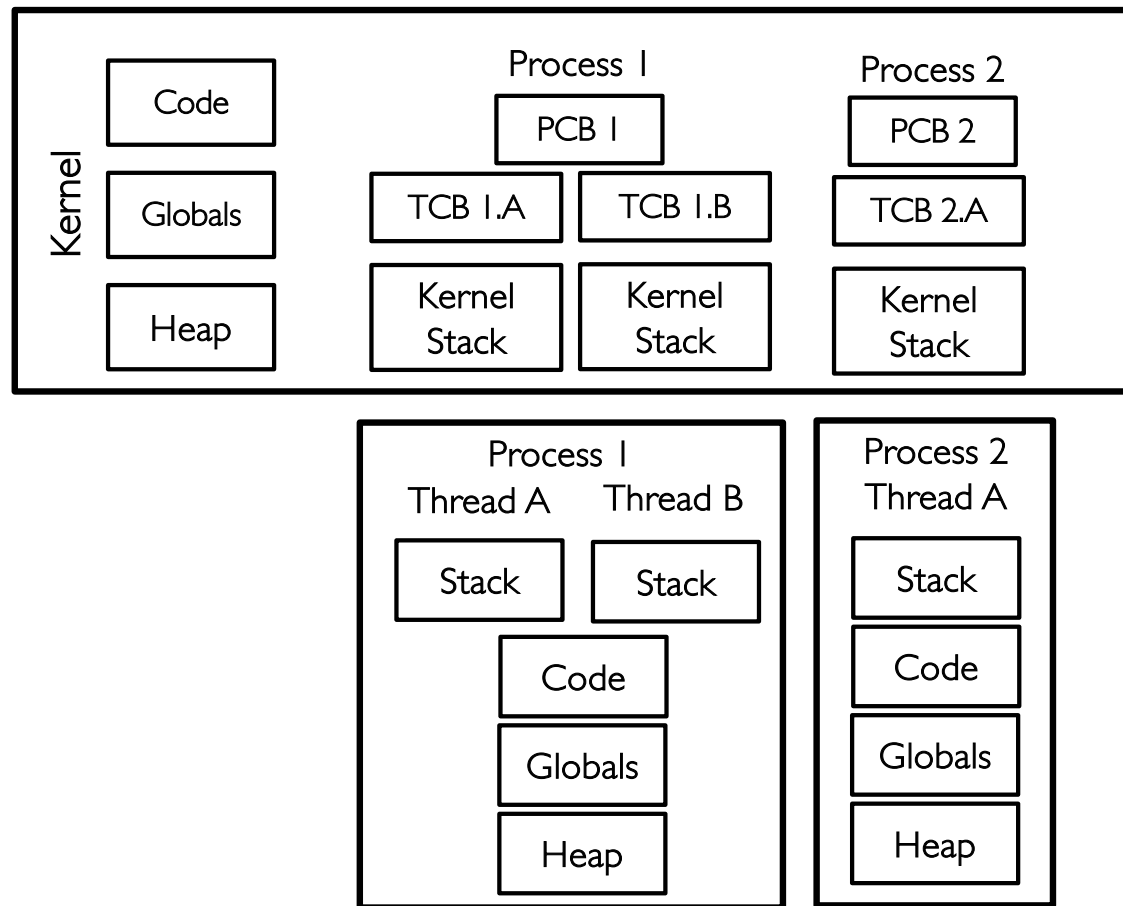 Kernel
Code
Globals
Heap
Process 1
PCB 1
TCB 1.A
TCB 1.B
Kernel
Stack
Kernel
Stack
Process 2
PCB 2
TCB 2.A
Kernel
Stack
Process 1
Thread A
Thread B
Stack
Stack
Code
Globals
Heap
Process 2
Thread A
Stack
Code
Globals
Heap